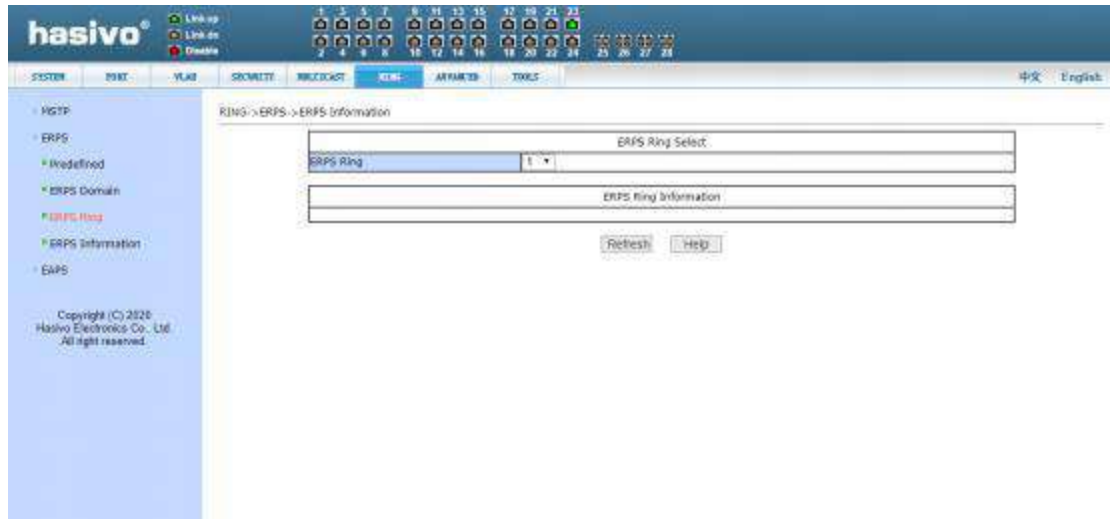 hasivo®
Link up
Link dn
Disable
1 3 5 7 9 11 13 15 17 19 21 23
2 4 6 8 10 12 14 16 18 20 22 24 25 26 27 28
SYSTEM PORT VLAN SECURITY MULTICAST RING ADVANCED TOOLS 中文 English
MSTP
ERPS
Predefined
ERPS Domain
ERPS Ring
ERPS Information
EAPS
Copyright (C) 2020
Hasivo Electronics Co., Ltd
All right reserved.
RING->ERPS->ERPS Information
ERPS Ring Select
ERPS Ring 1
ERPS Ring Information
Refresh Help